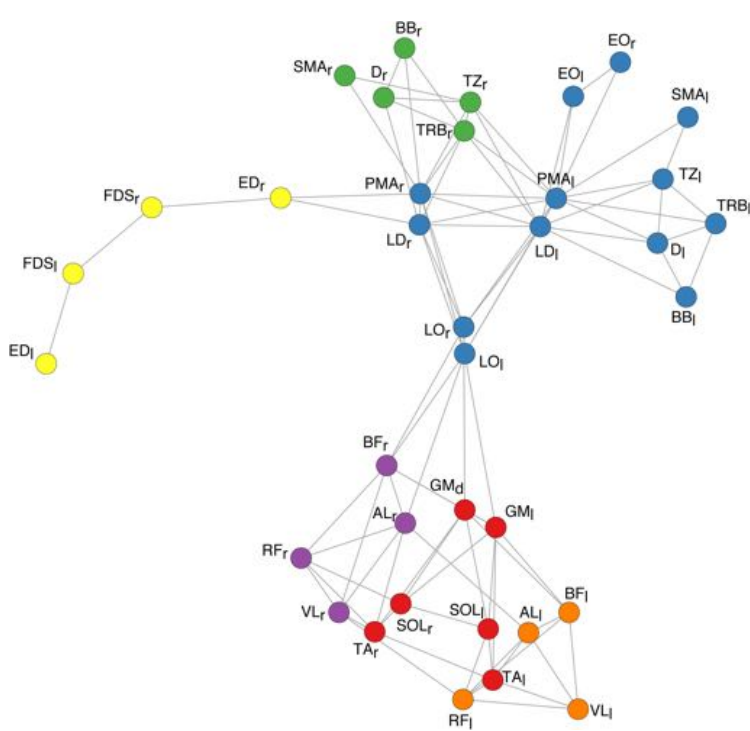 BBr
EOr
SMAr
Dr
TZr
EOl
SMAl
TRBr
PMAr
PMAl
TZl
EDr
FDSr
TRBl
LDr
LDl
Dl
FDSl
BBl
LOr
EDl
LOl
BFr
GMd
ALr
GMl
RFr
BFl
VLr
SOLr
SOLl
ALl
TAr
TAl
RFl
VLl